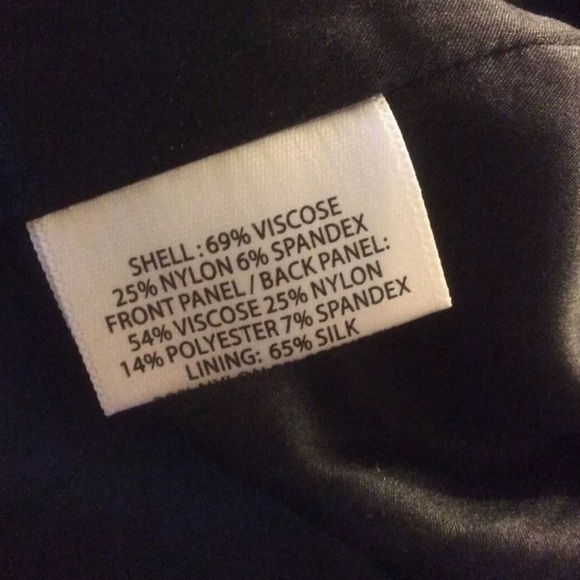 SHELL: 69% VISCOSE
25% NYLON 6% SPANDEX
FRONT PANEL / BACK PANEL:
54% VISCOSE 25% NYLON
14% POLYESTER 7% SPANDEX
LINING: 65% SILK